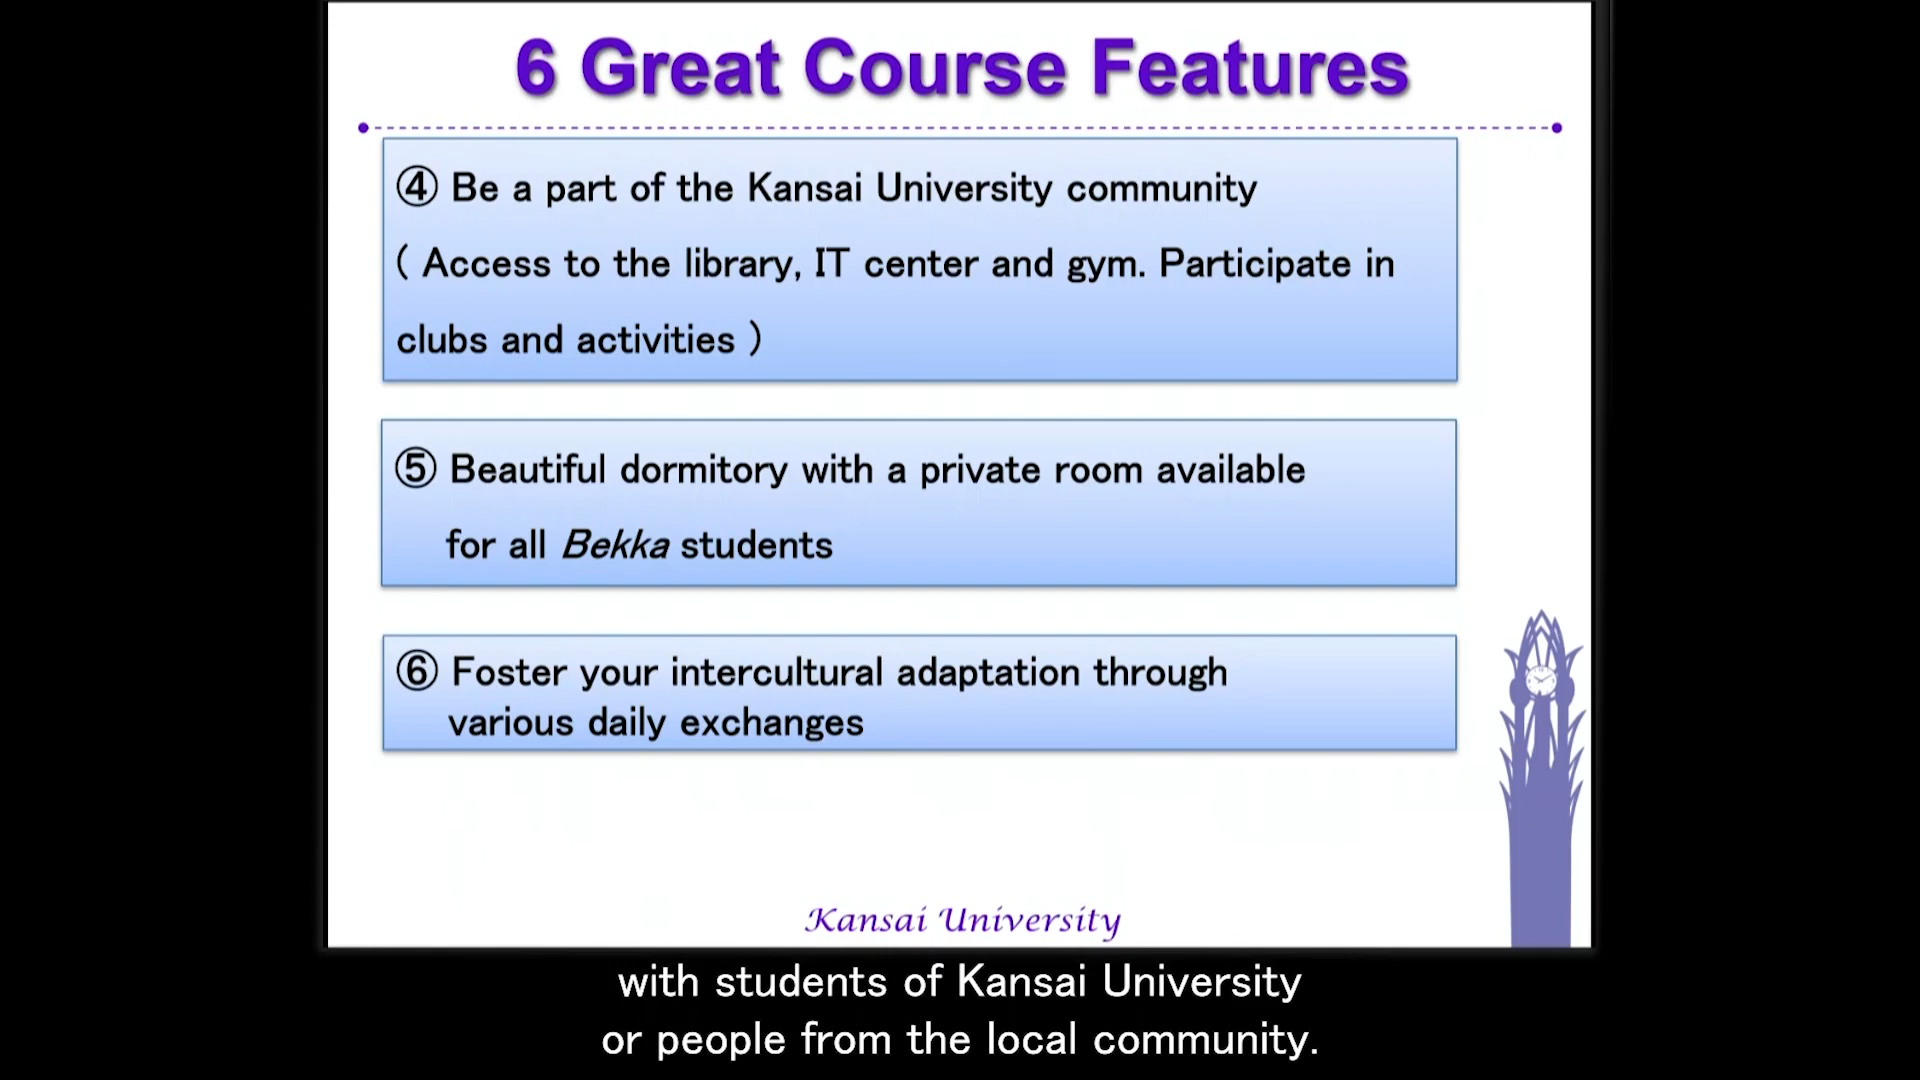 6 Great Course Features
④ Be a part of the Kansai University community
( Access to the library, IT center and gym. Participate in
clubs and activities )
⑤ Beautiful dormitory with a private room available
for all Bekka students
⑥ Foster your intercultural adaptation through
various daily exchanges
Kansai University
with students of Kansai University
or people from the local community.